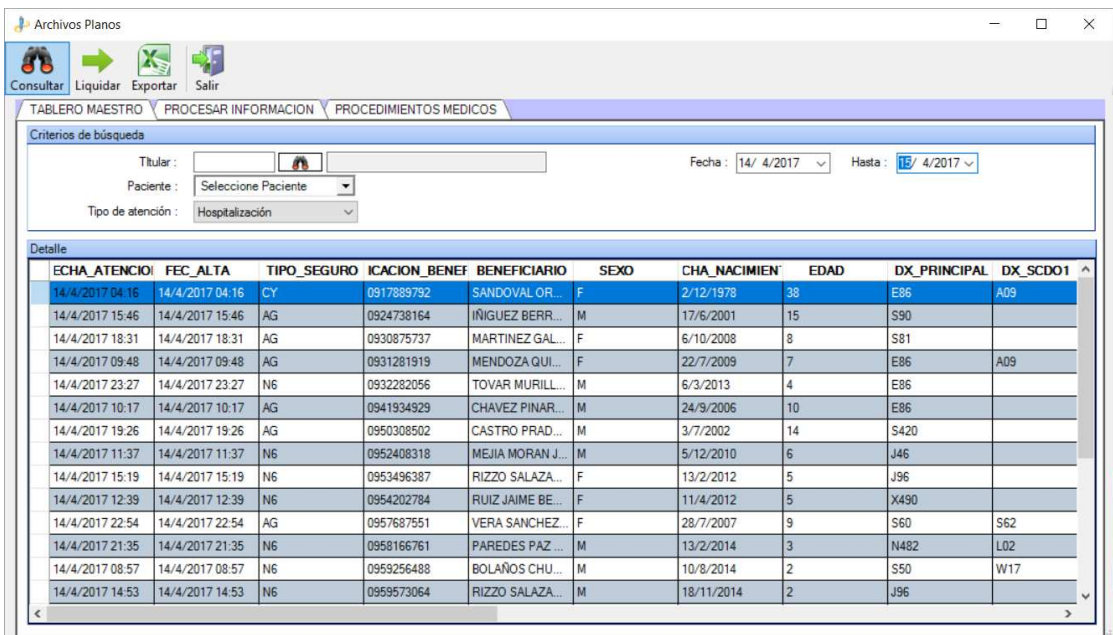 Archivos Planos
Consultar Liquidar Exportar Salir
TABLERO MAESTRO PROCESAR INFORMACION PROCEDIMIENTOS MEDICOS
Criterios de búsqueda
Títular : Fecha : 14/ 4/2017 Hasta : 15/ 4/2017
Paciente : Seleccione Paciente
Tipo de atención : Hospitalización
Detalle
ECHA_ATENCIO FEC_ALTA TIPO_SEGURO ICACION_BENEF BENEFICIARIO SEXO CHA_NACIMIEN EDAD DX_PRINCIPAL DX_SCDO1
14/4/2017 04:16 14/4/2017 04:16 CY 0917889792 SANDOVAL OR... F 2/12/1978 38 E86 A09
14/4/2017 15:46 14/4/2017 15:46 AG 0924738164 IÑIGUEZ BERR... M 17/6/2001 15 S90
14/4/2017 18:31 14/4/2017 18:31 AG 0930875737 MARTINEZ GAL... F 6/10/2008 8 S81
14/4/2017 09:48 14/4/2017 09:48 AG 0931281919 MENDOZA QUI... F 22/7/2009 7 E86 A09
14/4/2017 23:27 14/4/2017 23:27 N6 0932282056 TOVAR MURILL... M 6/3/2013 4 E86
14/4/2017 10:17 14/4/2017 10:17 AG 0941934929 CHAVEZ PINAR... M 24/9/2006 10 E86
14/4/2017 19:26 14/4/2017 19:26 AG 0950308502 CASTRO PRAD... M 3/7/2002 14 S420
14/4/2017 11:37 14/4/2017 11:37 N6 0952408318 MEJIA MORAN J... M 5/12/2010 6 J46
14/4/2017 15:19 14/4/2017 15:19 N6 0953496387 RIZZO SALAZA... F 13/2/2012 5 J96
14/4/2017 12:39 14/4/2017 12:39 N6 0954202784 RUIZ JAIME BE... F 11/4/2012 5 X490
14/4/2017 22:54 14/4/2017 22:54 AG 0957687551 VERA SANCHEZ... F 28/7/2007 9 S60 S62
14/4/2017 21:35 14/4/2017 21:35 N6 0958166761 PAREDES PAZ ... M 13/2/2014 3 N482 L02
14/4/2017 08:57 14/4/2017 08:57 N6 0959256488 BOLAÑOS CHU... M 10/8/2014 2 S50 W17
14/4/2017 14:53 14/4/2017 14:53 N6 0959573064 RIZZO SALAZA... M 18/11/2014 2 J96